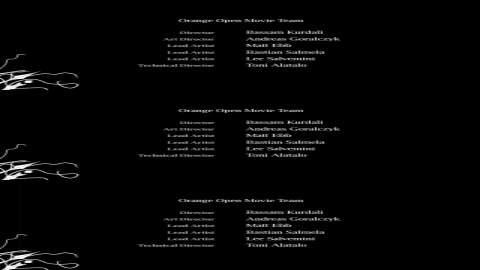 Orange Open Movie Team
Director Bassam Kurdali
Art Director Andreas Goralczyk
Lead Artist Matt Ebb
Lead Artist Bastian Salmela
Lead Artist Lee Salvemini
Technical Director Toni Alatalo
Orange Open Movie Team
Director Bassam Kurdali
Art Director Andreas Goralczyk
Lead Artist Matt Ebb
Lead Artist Bastian Salmela
Lead Artist Lee Salvemini
Technical Director Toni Alatalo
Orange Open Movie Team
Director Bassam Kurdali
Art Director Andreas Goralczyk
Lead Artist Matt Ebb
Lead Artist Bastian Salmela
Lead Artist Lee Salvemini
Technical Director Toni Alatalo